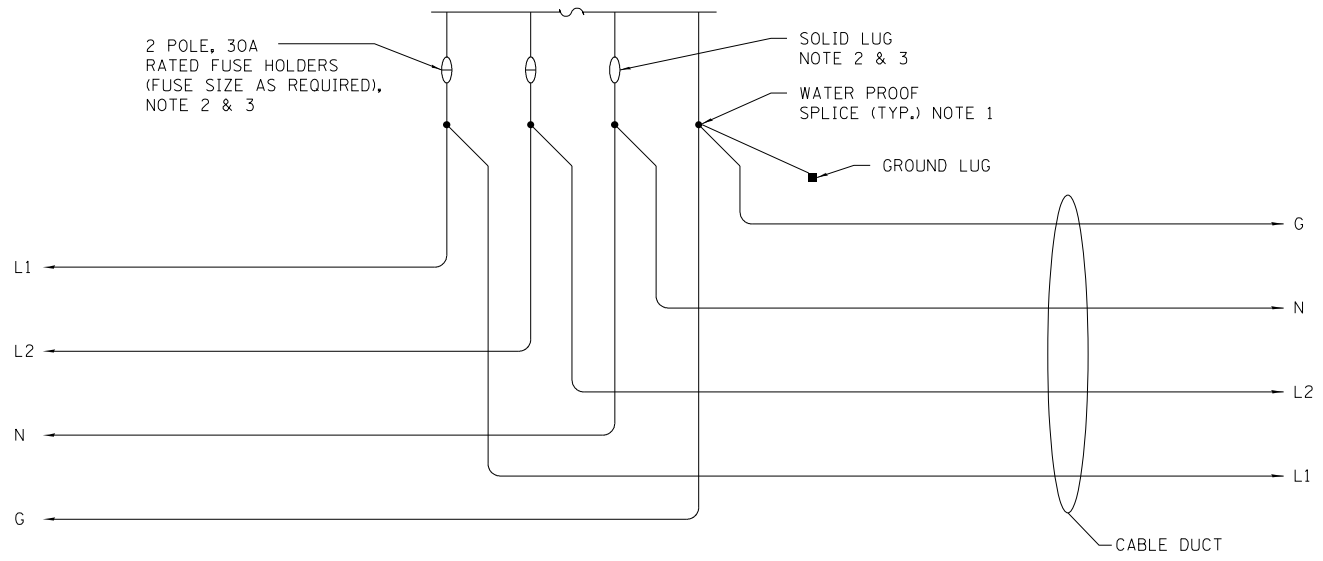 2 POLE, 30A
RATED FUSE HOLDERS
(FUSE SIZE AS REQUIRED),
NOTE 2 & 3
SOLID LUG
NOTE 2 & 3
WATER PROOF
SPLICE (TYP.) NOTE 1
GROUND LUG
L1
L2
N
G
G
N
L2
L1
CABLE DUCT